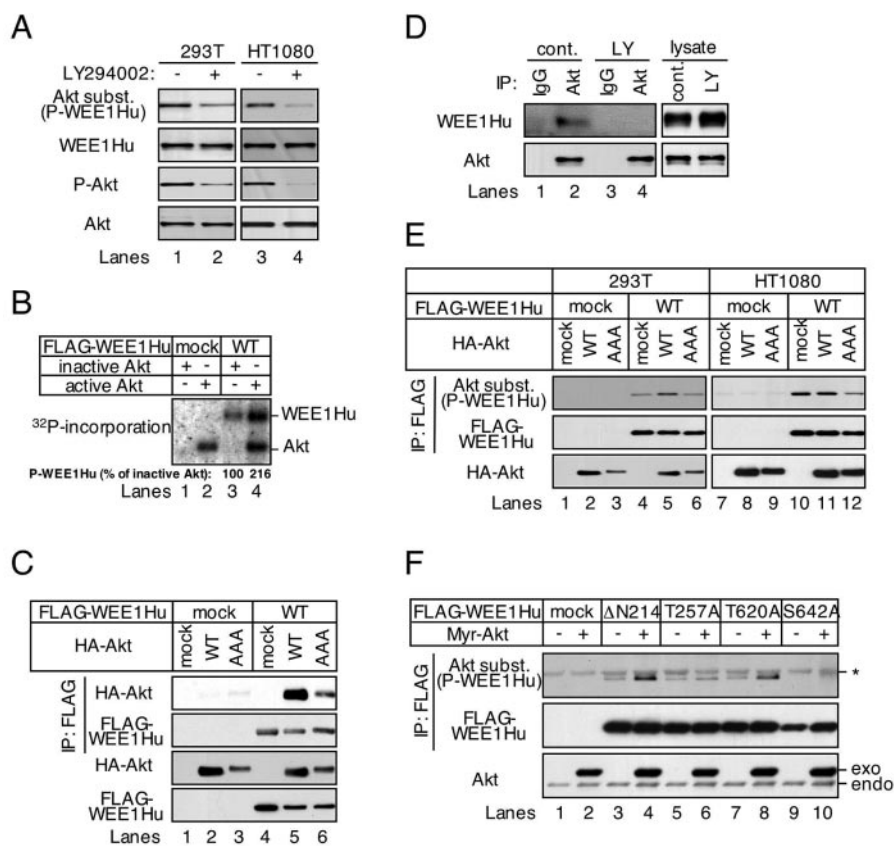 A
293T HT1080
LY294002: - + - +
Akt subst.
(P-WEE1Hu)
WEE1Hu
P-Akt
Akt
Lanes 1 2 3 4
B
FLAG-WEE1Hu mock WT
inactive Akt + - + -
active Akt - + - +
32P-incorporation
WEE1Hu
Akt
P-WEE1Hu (% of inactive Akt): 100 216
Lanes 1 2 3 4
C
FLAG-WEE1Hu mock WT
HA-Akt mock WT AAA mock WT AAA
IP: FLAG
HA-Akt
FLAG-
WEE1Hu
HA-Akt
FLAG-
WEE1Hu
Lanes 1 2 3 4 5 6
D
cont. LY lysate
IP: IgG Akt IgG Akt cont. LY
WEE1Hu
Akt
Lanes 1 2 3 4
E
293T HT1080
FLAG-WEE1Hu mock WT mock WT
HA-Akt mock WT AAA mock WT AAA mock WT AAA mock WT AAA
IP: FLAG
Akt subst.
(P-WEE1Hu)
FLAG-
WEE1Hu
HA-Akt
Lanes 1 2 3 4 5 6 7 8 9 10 11 12
F
FLAG-WEE1Hu mock ΔN214 T257A T620A S642A
Myr-Akt - + - + - + - + - +
IP: FLAG
Akt subst.
(P-WEE1Hu)
*
FLAG-
WEE1Hu
Akt
exo
endo
Lanes 1 2 3 4 5 6 7 8 9 10